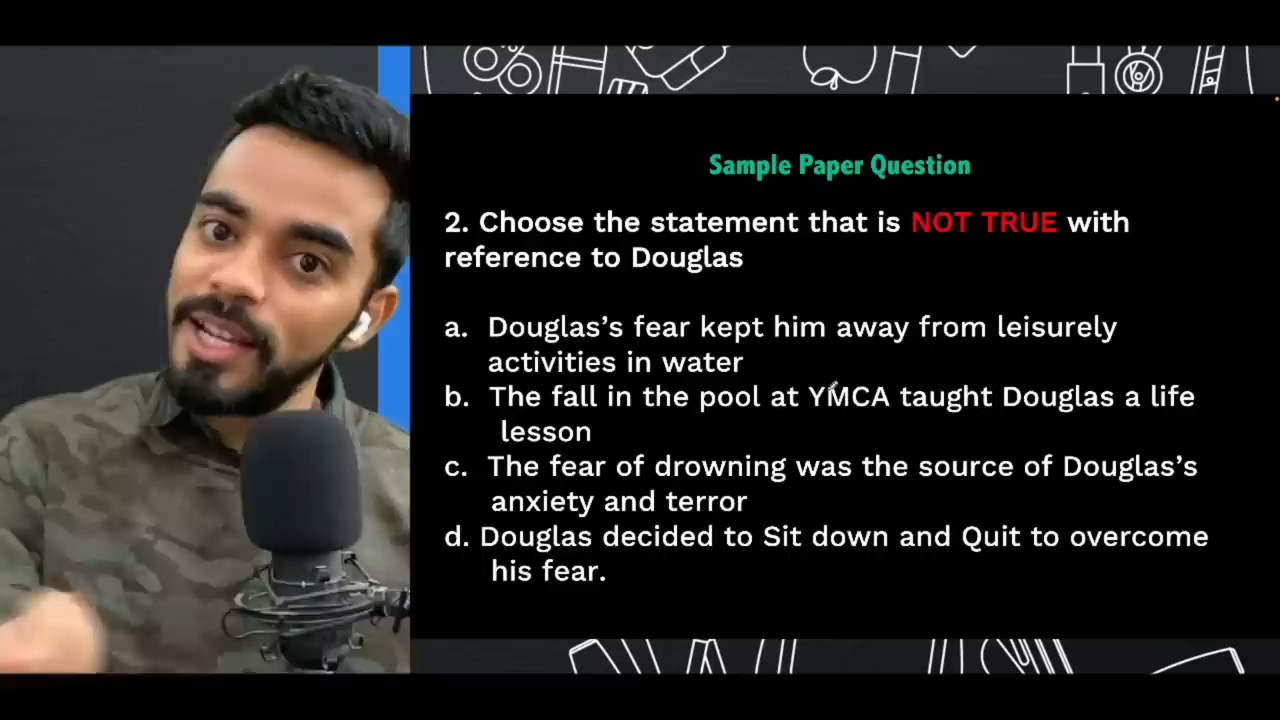 Sample Paper Question
2. Choose the statement that is NOT TRUE with
reference to Douglas
a. Douglas’s fear kept him away from leisurely
activities in water
b. The fall in the pool at YMCA taught Douglas a life
lesson
c. The fear of drowning was the source of Douglas’s
anxiety and terror
d. Douglas decided to Sit down and Quit to overcome
his fear.